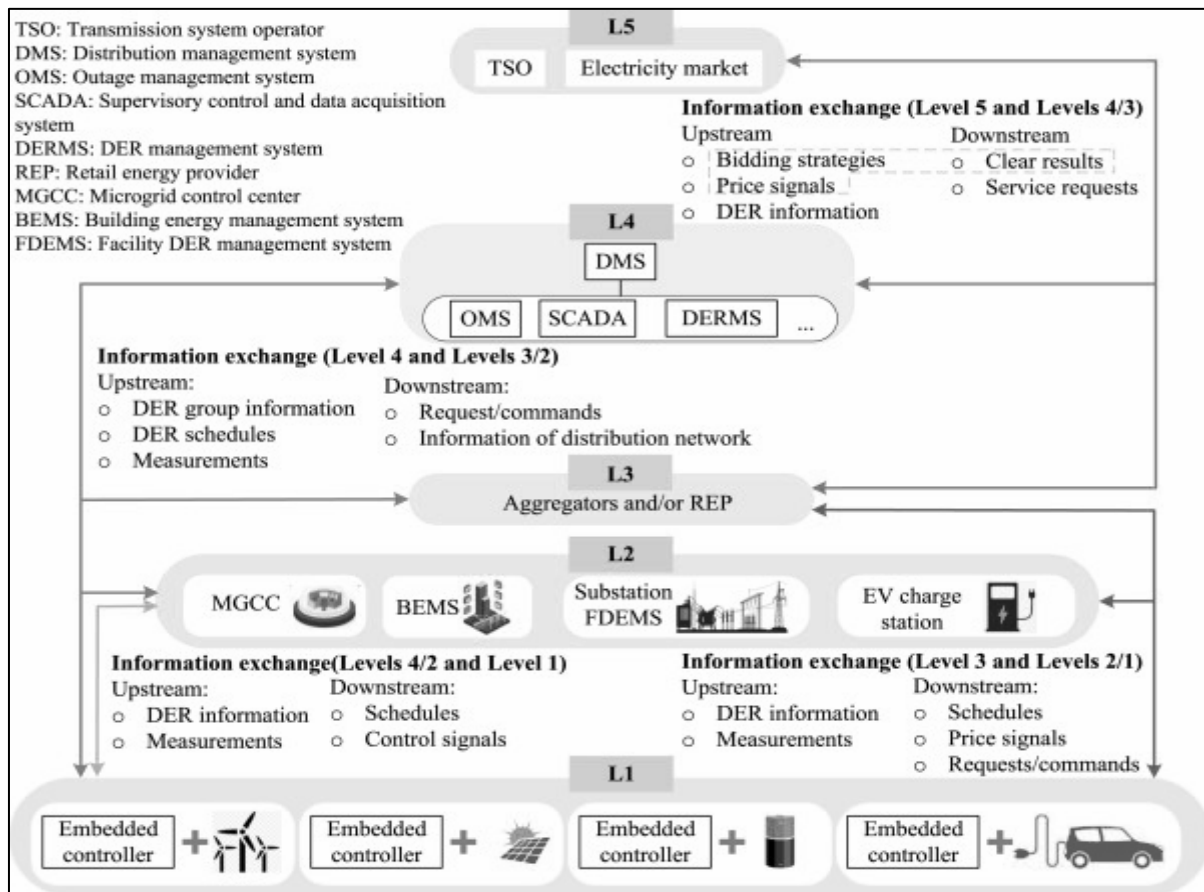 TSO: Transmission system operator
DMS: Distribution management system
OMS: Outage management system
SCADA: Supervisory control and data acquisition
system
DERMS: DER management system
REP: Retail energy provider
MGCC: Microgrid control center
BEMS: Building energy management system
FDEMS: Facility DER management system
L5
TSO
Electricity market
Information exchange (Level 5 and Levels 4/3)
Upstream
o Bidding strategies
o Price signals
o DER information
Downstream
o Clear results
o Service requests
L4
DMS
OMS
SCADA
DERMS
...
Information exchange (Level 4 and Levels 3/2)
Upstream:
o DER group information
o DER schedules
o Measurements
Downstream:
o Request/commands
o Information of distribution network
L3
Aggregators and/or REP
L2
MGCC
BEMS
Substation
FDEMS
EV charge
station
Information exchange(Levels 4/2 and Level 1)
Upstream:
o DER information
o Measurements
Downstream:
o Schedules
o Control signals
Information exchange (Level 3 and Levels 2/1)
Upstream:
o DER information
o Measurements
Downstream:
o Schedules
o Price signals
o Requests/commands
L1
Embedded
controller
Embedded
controller
Embedded
controller
Embedded
controller